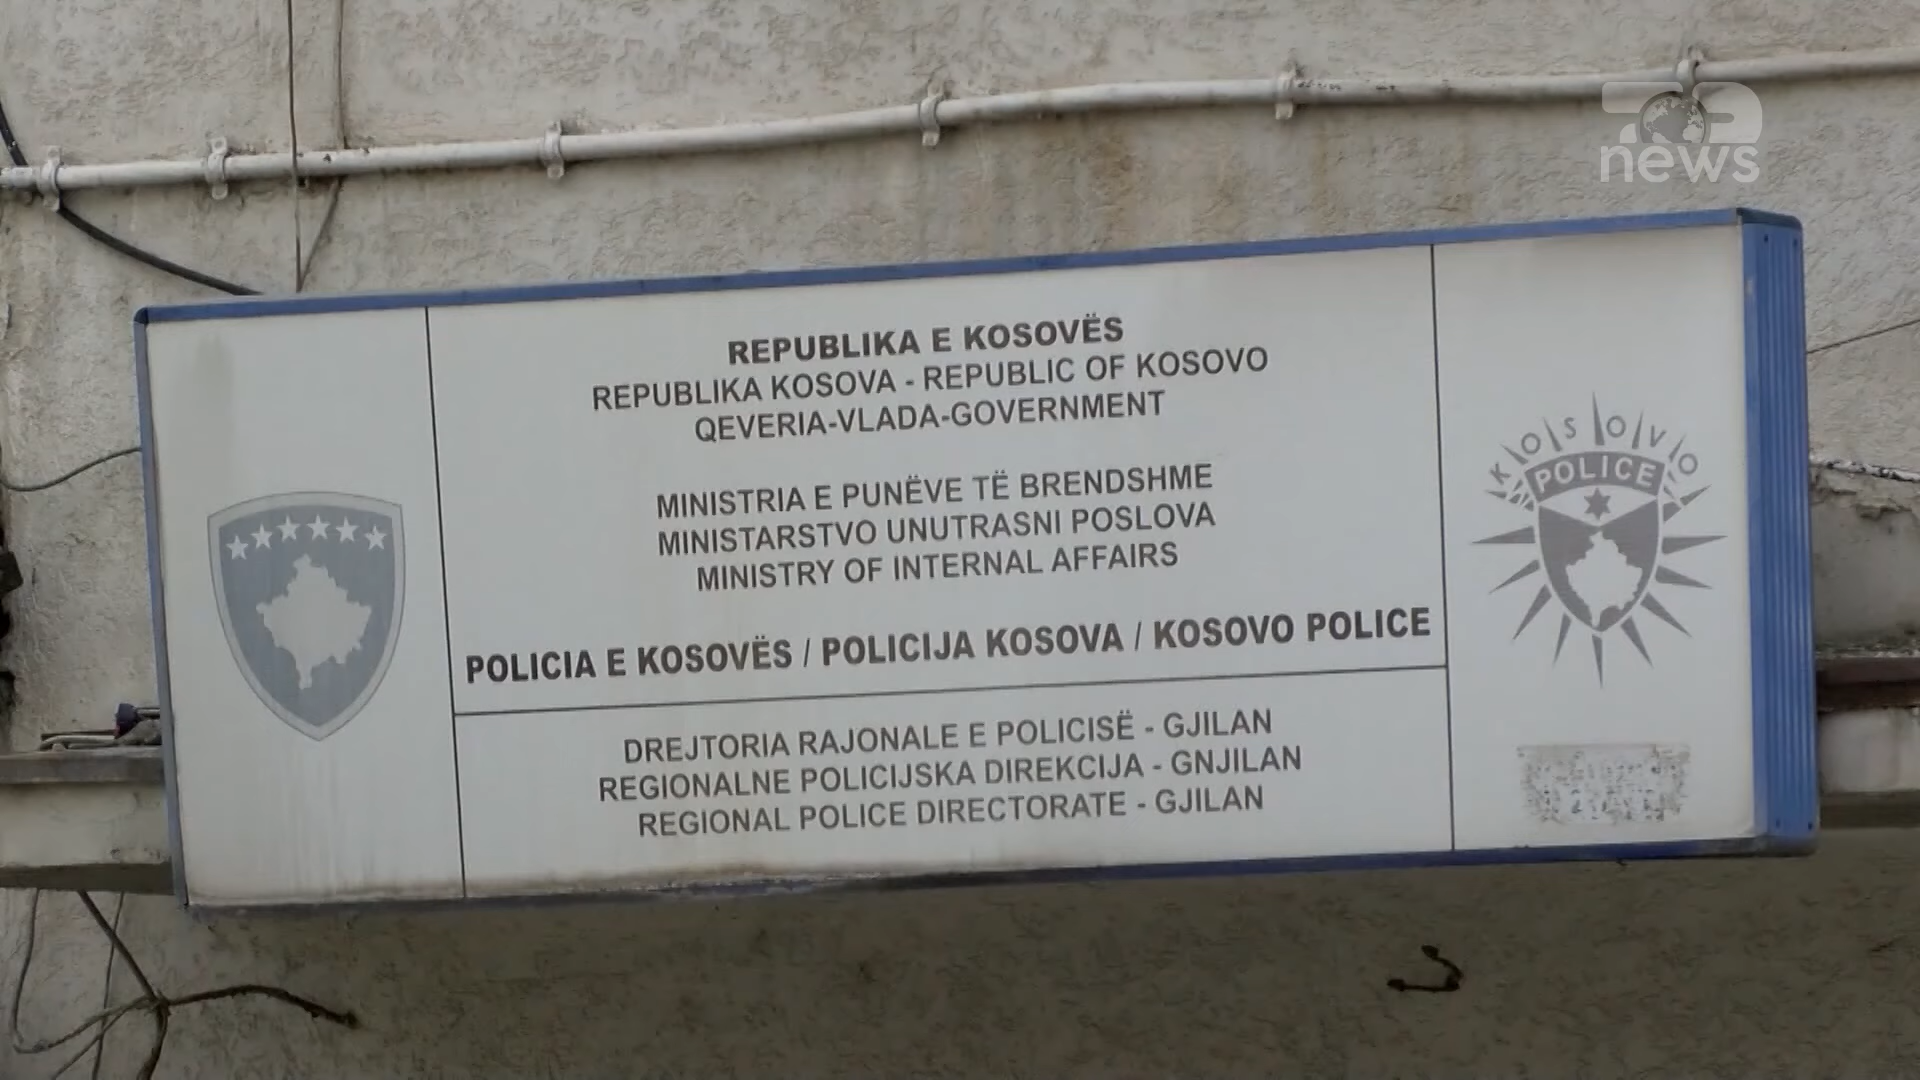 news
REPUBLIKA E KOSOVËS
REPUBLIKA KOSOVA - REPUBLIC OF KOSOVO
QEVERIA-VLADA-GOVERNMENT
MINISTRIA E PUNËVE TË BRENDSHME
MINISTARSTVO UNUTRASNI POSLOVA
MINISTRY OF INTERNAL AFFAIRS
POLICIA E KOSOVËS / POLICIJA KOSOVA / KOSOVO POLICE
DREJTORIA RAJONALE E POLICISË - GJILAN
REGIONALNE POLICIJSKA DIREKCIJA - GNJILAN
REGIONAL POLICE DIRECTORATE - GJILAN
KOSOVO
POLICE